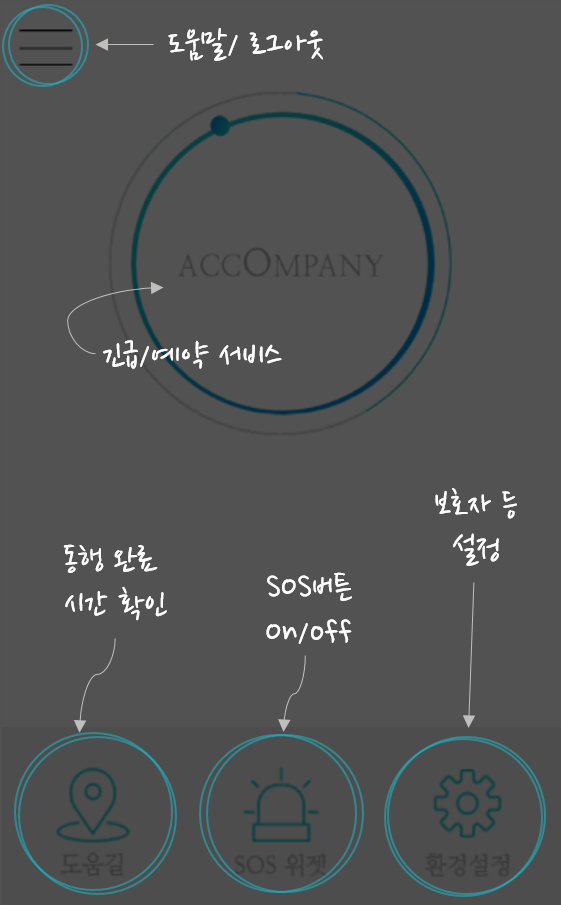 도움말/ 로그아웃
ACCOMPANY
긴급/예약 서비스
보호자 등
설정
동행 완료
시간 확인
SOS버튼
on/off
도움길
SOS 위젯
환경설정